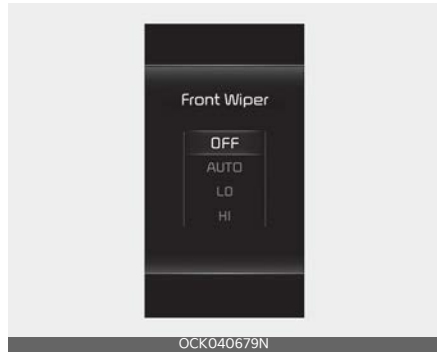 Front Wiper
OFF
AUTO
LO
HI
OCK040679N